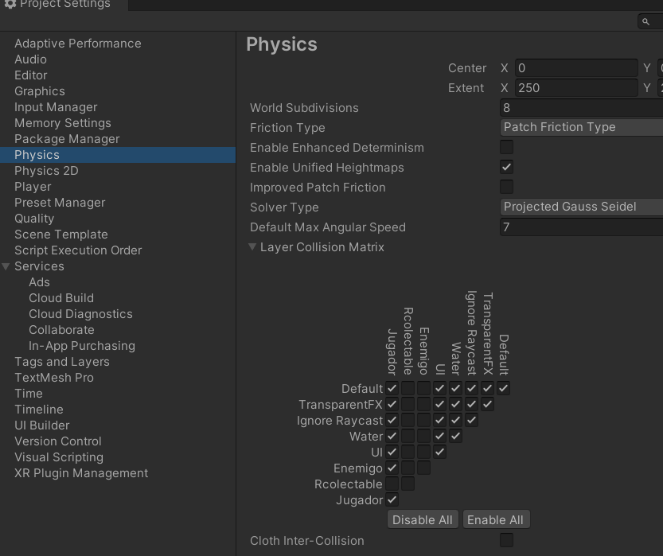 Project Settings
Adaptive Performance
Audio
Editor
Graphics
Input Manager
Memory Settings
Package Manager
Physics
Physics 2D
Player
Preset Manager
Quality
Scene Template
Script Execution Order
Services
Ads
Cloud Build
Cloud Diagnostics
Collaborate
In-App Purchasing
Tags and Layers
TextMesh Pro
Time
Timeline
UI Builder
Version Control
Visual Scripting
XR Plugin Management
Physics
Center X 0 Y
Extent X 250 Y
World Subdivisions 8
Friction Type Patch Friction Type
Enable Enhanced Determinism
Enable Unified Heightmaps
Improved Patch Friction
Solver Type Projected Gauss Seidel
Default Max Angular Speed 7
Layer Collision Matrix
Jugador
Rcolectable
Enemigo
UI
Water
Ignore Raycast
TransparentFX
Default
Default
TransparentFX
Ignore Raycast
Water
UI
Enemigo
Rcolectable
Jugador
Disable All Enable All
Cloth Inter-Collision